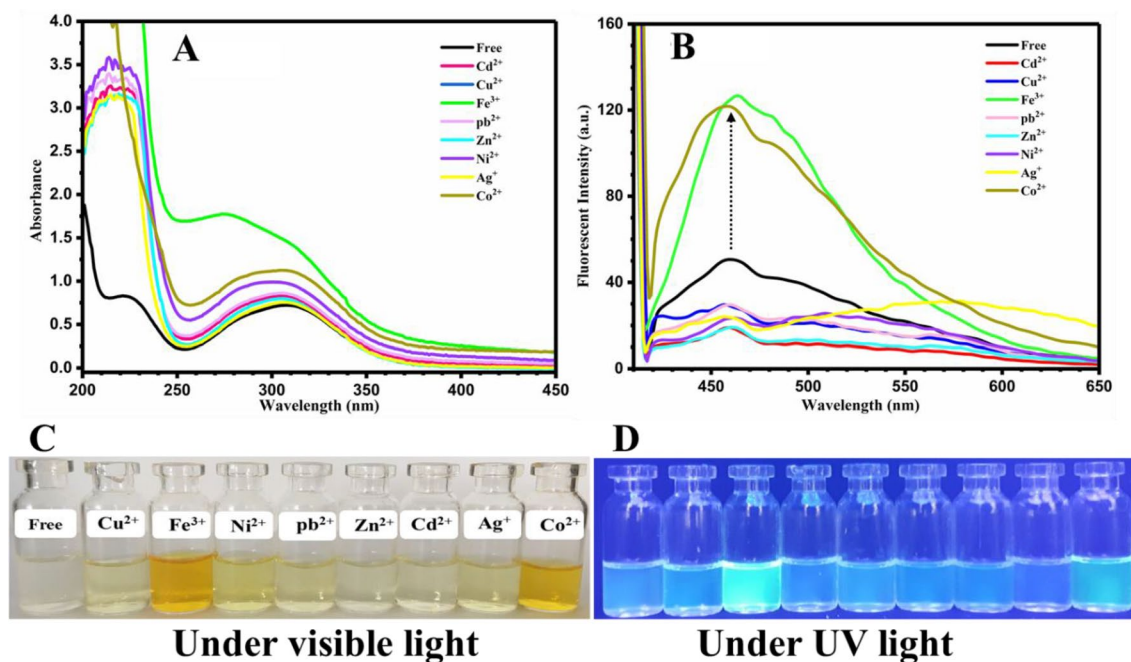 A
Absorbance
4.0
3.5
3.0
2.5
2.0
1.5
1.0
0.5
0.0
200
250
300
350
400
450
Wavelength (nm)
Free
Cd²⁺
Cu²⁺
Fe³⁺
pb²⁺
Zn²⁺
Ni²⁺
Ag⁺
Co²⁺
B
Fluorescent Intensity (a.u.)
160
120
80
40
0
450
500
550
600
650
Wavelength (nm)
Free
Cd²⁺
Cu²⁺
Fe³⁺
pb²⁺
Zn²⁺
Ni²⁺
Ag⁺
Co²⁺
C
Free
Cu²⁺
Fe³⁺
Ni²⁺
pb²⁺
Zn²⁺
Cd²⁺
Ag⁺
Co²⁺
Under visible light
D
Under UV light